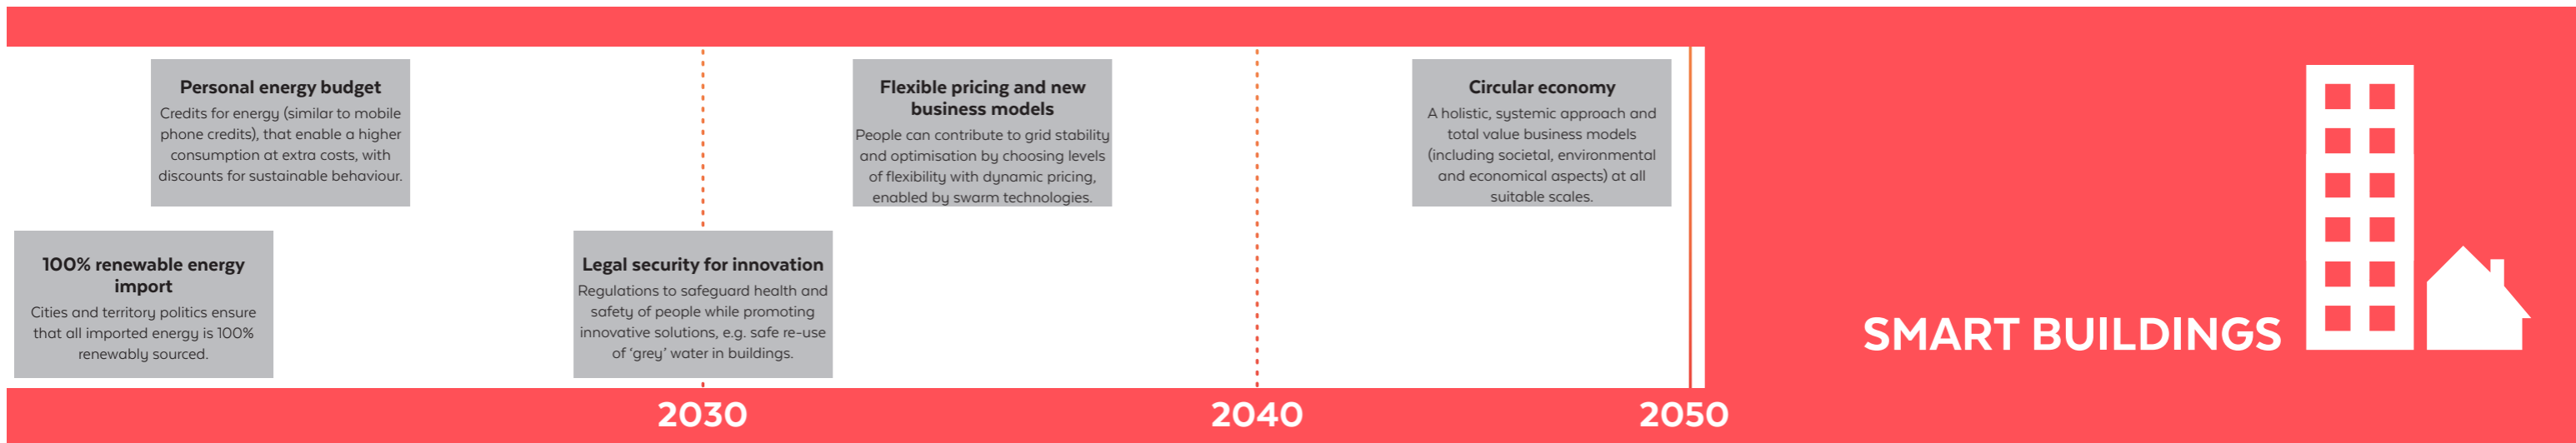 Personal energy budget
Credits for energy (similar to mobile
phone credits), that enable a higher
consumption at extra costs, with
discounts for sustainable behaviour.
Flexible pricing and new
business models
People can contribute to grid stability
and optimisation by choosing levels
of flexibility with dynamic pricing,
enabled by swarm technologies.
Circular economy
A holistic, systemic approach and
total value business models
(including societal, environmental
and economical aspects) at all
suitable scales.
100% renewable energy
import
Cities and territory politics ensure
that all imported energy is 100%
renewably sourced.
Legal security for innovation
Regulations to safeguard health and
safety of people while promoting
innovative solutions, e.g. safe re-use
of ‘grey’ water in buildings.
SMART BUILDINGS
2030
2040
2050